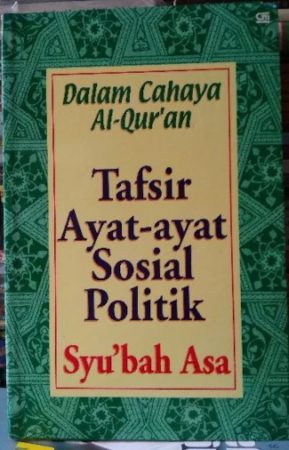 Dalam Cahaya
Al-Qur'an
Tafsir
Ayat-ayat
Sosial
Politik
Syu'bah Asa